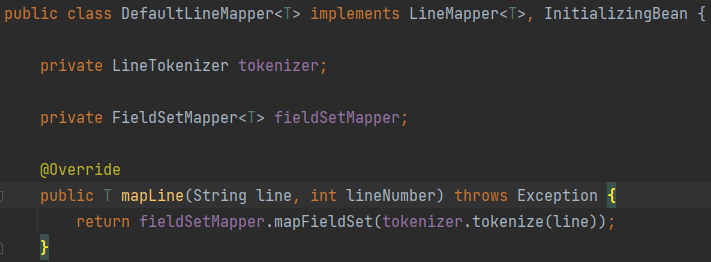 public class DefaultLineMapper<T> implements LineMapper<T>, InitializingBean {
private LineTokenizer tokenizer;
private FieldSetMapper<T> fieldSetMapper;
@Override
public T mapLine(String line, int lineNumber) throws Exception {
return fieldSetMapper.mapFieldSet(tokenizer.tokenize(line));
}